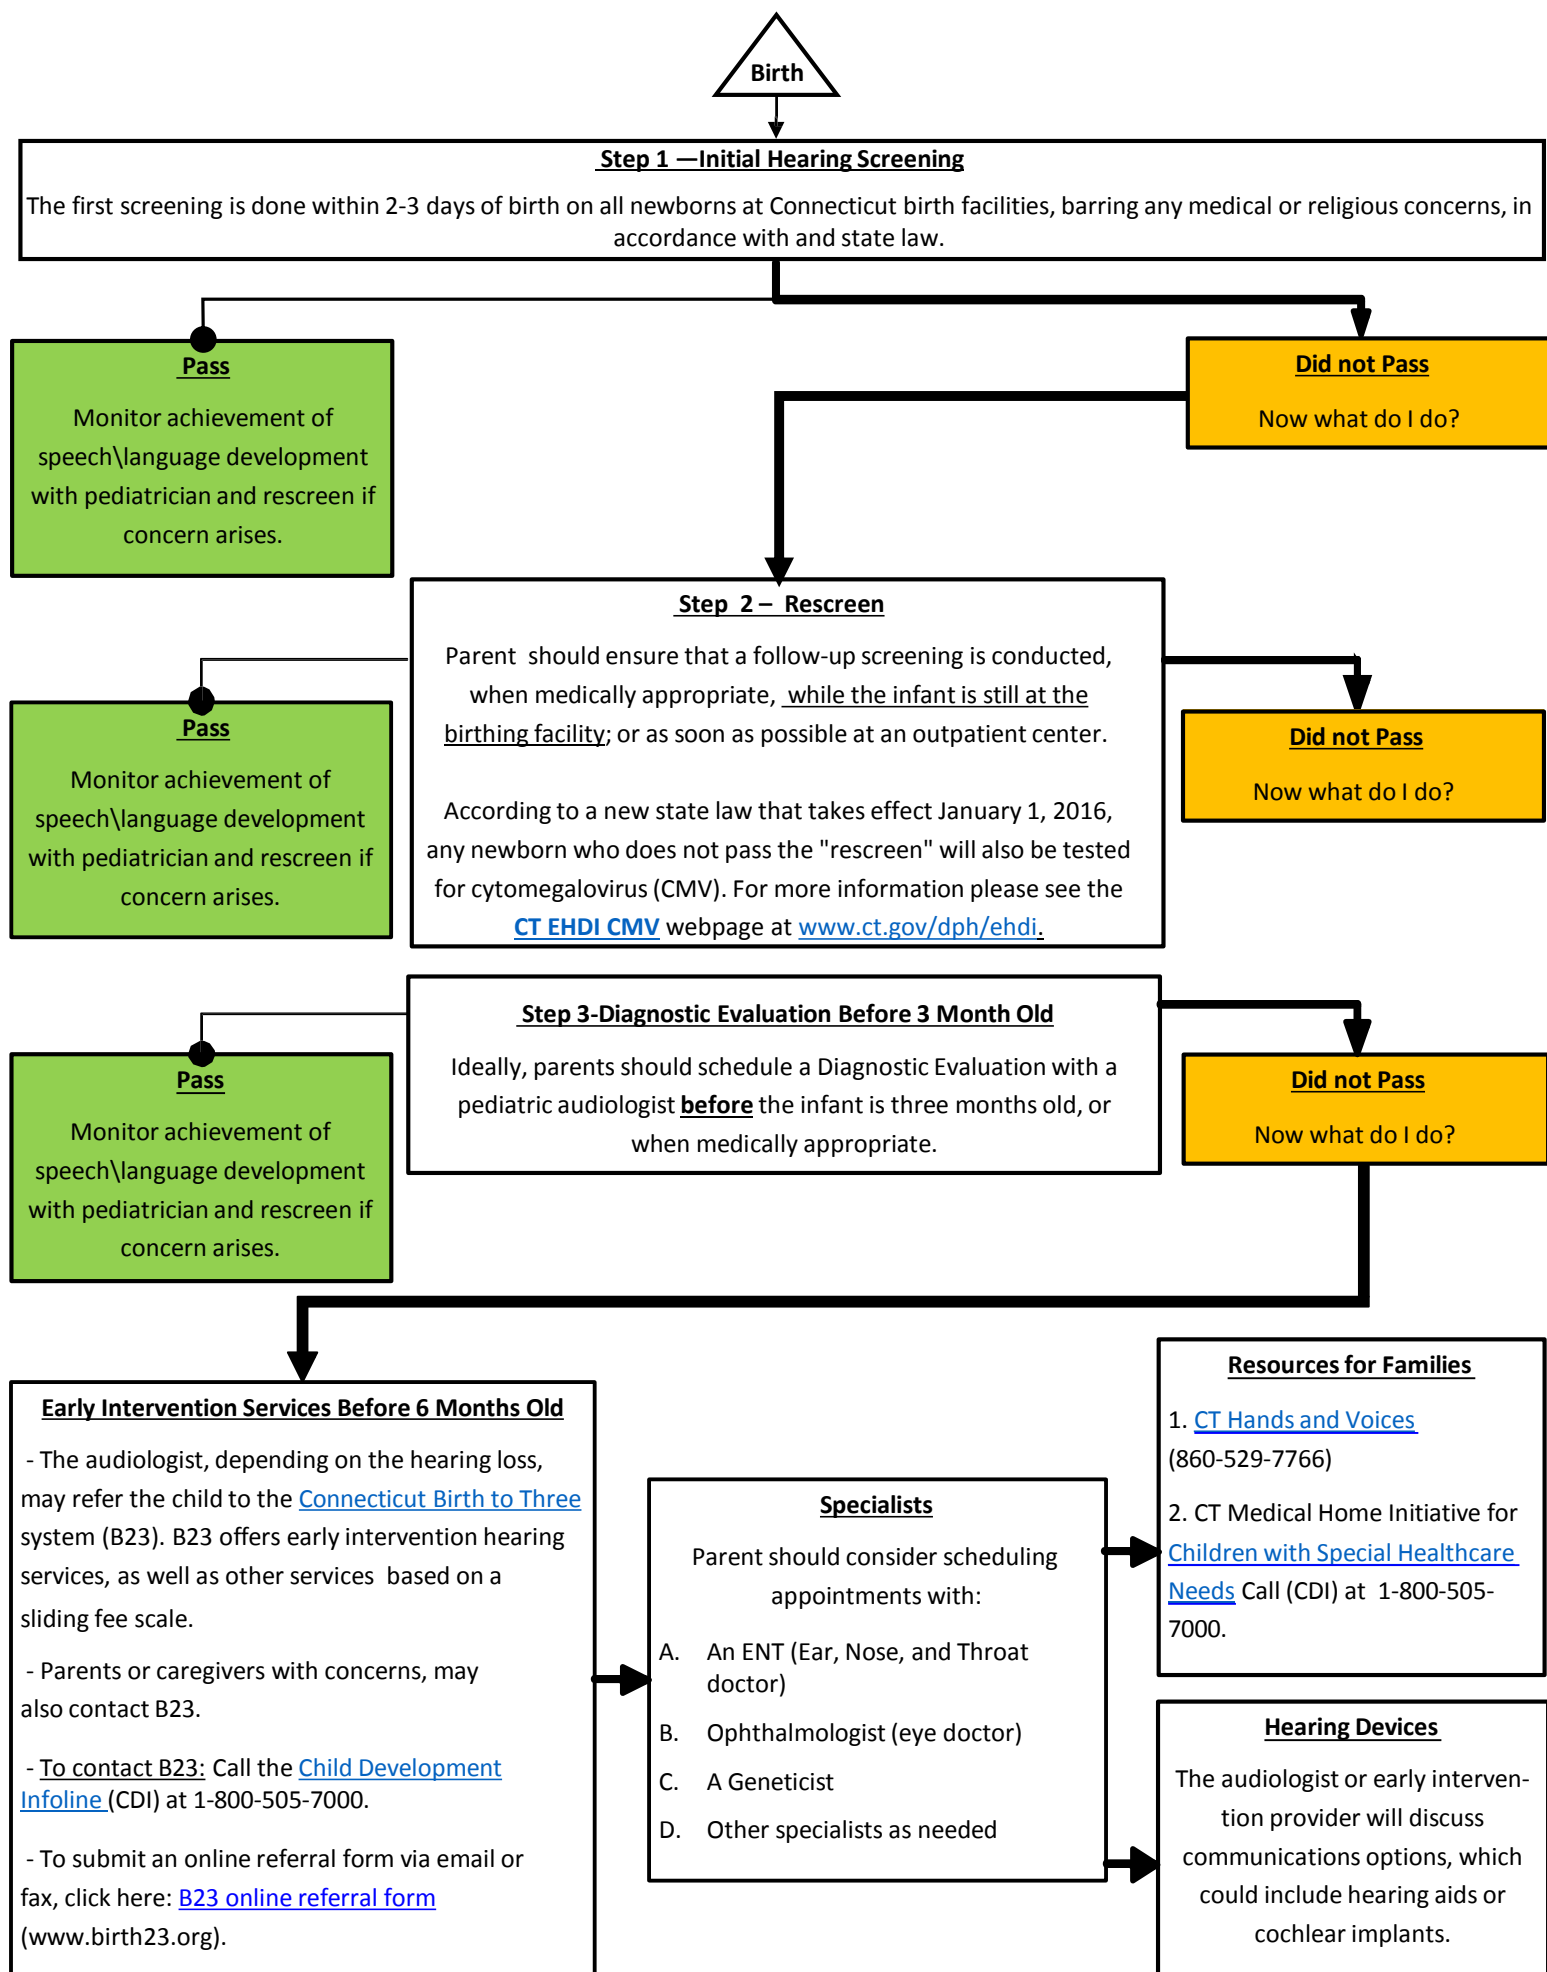 Birth
Step 1 —Initial Hearing Screening
The first screening is done within 2-3 days of birth on all newborns at Connecticut birth facilities, barring any medical or religious concerns, in
accordance with and state law.
Pass
Monitor achievement of
speech\language development
with pediatrician and rescreen if
concern arises.
Did not Pass
Now what do I do?
Step 2 – Rescreen
Parent should ensure that a follow-up screening is conducted,
when medically appropriate, while the infant is still at the
birthing facility; or as soon as possible at an outpatient center.
According to a new state law that takes effect January 1, 2016,
any newborn who does not pass the "rescreen" will also be tested
for cytomegalovirus (CMV). For more information please see the
CT EHDI CMV webpage at www.ct.gov/dph/ehdi.
Pass
Monitor achievement of
speech\language development
with pediatrician and rescreen if
concern arises.
Did not Pass
Now what do I do?
Step 3-Diagnostic Evaluation Before 3 Month Old
Ideally, parents should schedule a Diagnostic Evaluation with a
pediatric audiologist before the infant is three months old, or
when medically appropriate.
Pass
Monitor achievement of
speech\language development
with pediatrician and rescreen if
concern arises.
Did not Pass
Now what do I do?
Early Intervention Services Before 6 Months Old
- The audiologist, depending on the hearing loss,
may refer the child to the Connecticut Birth to Three
system (B23). B23 offers early intervention hearing
services, as well as other services based on a
sliding fee scale.
- Parents or caregivers with concerns, may
also contact B23.
- To contact B23: Call the Child Development
Infoline (CDI) at 1-800-505-7000.
- To submit an online referral form via email or
fax, click here: B23 online referral form
(www.birth23.org).
Specialists
Parent should consider scheduling
appointments with:
A. An ENT (Ear, Nose, and Throat
doctor)
B. Ophthalmologist (eye doctor)
C. A Geneticist
D. Other specialists as needed
Resources for Families
1. CT Hands and Voices
(860-529-7766)
2. CT Medical Home Initiative for
Children with Special Healthcare
Needs Call (CDI) at 1-800-505-
7000.
Hearing Devices
The audiologist or early interven-
tion provider will discuss
communications options, which
could include hearing aids or
cochlear implants.